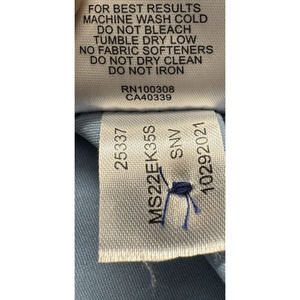 FOR BEST RESULTS
MACHINE WASH COLD
DO NOT BLEACH
TUMBLE DRY LOW
NO FABRIC SOFTENERS
DO NOT DRY CLEAN
DO NOT IRON
RN100308
CA40339
25337
MS22EK35S
SNV
10292021